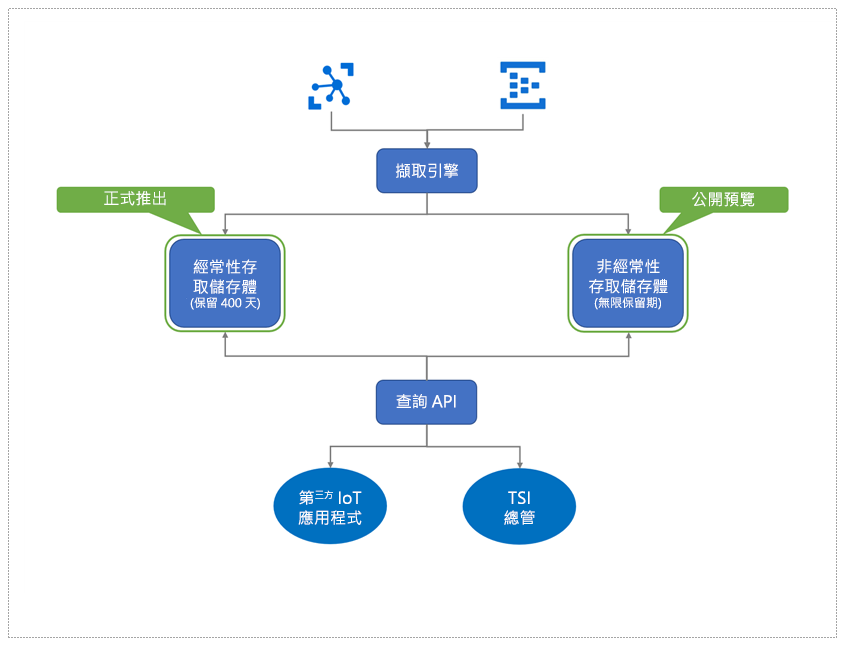 擷取引擎
正式推出
公開預覽
經常性存
取儲存體
(保留 400 天)
非經常性
存取儲存體
(無限保留期)
查詢 API
第三方 IoT
應用程式
TSI
總管